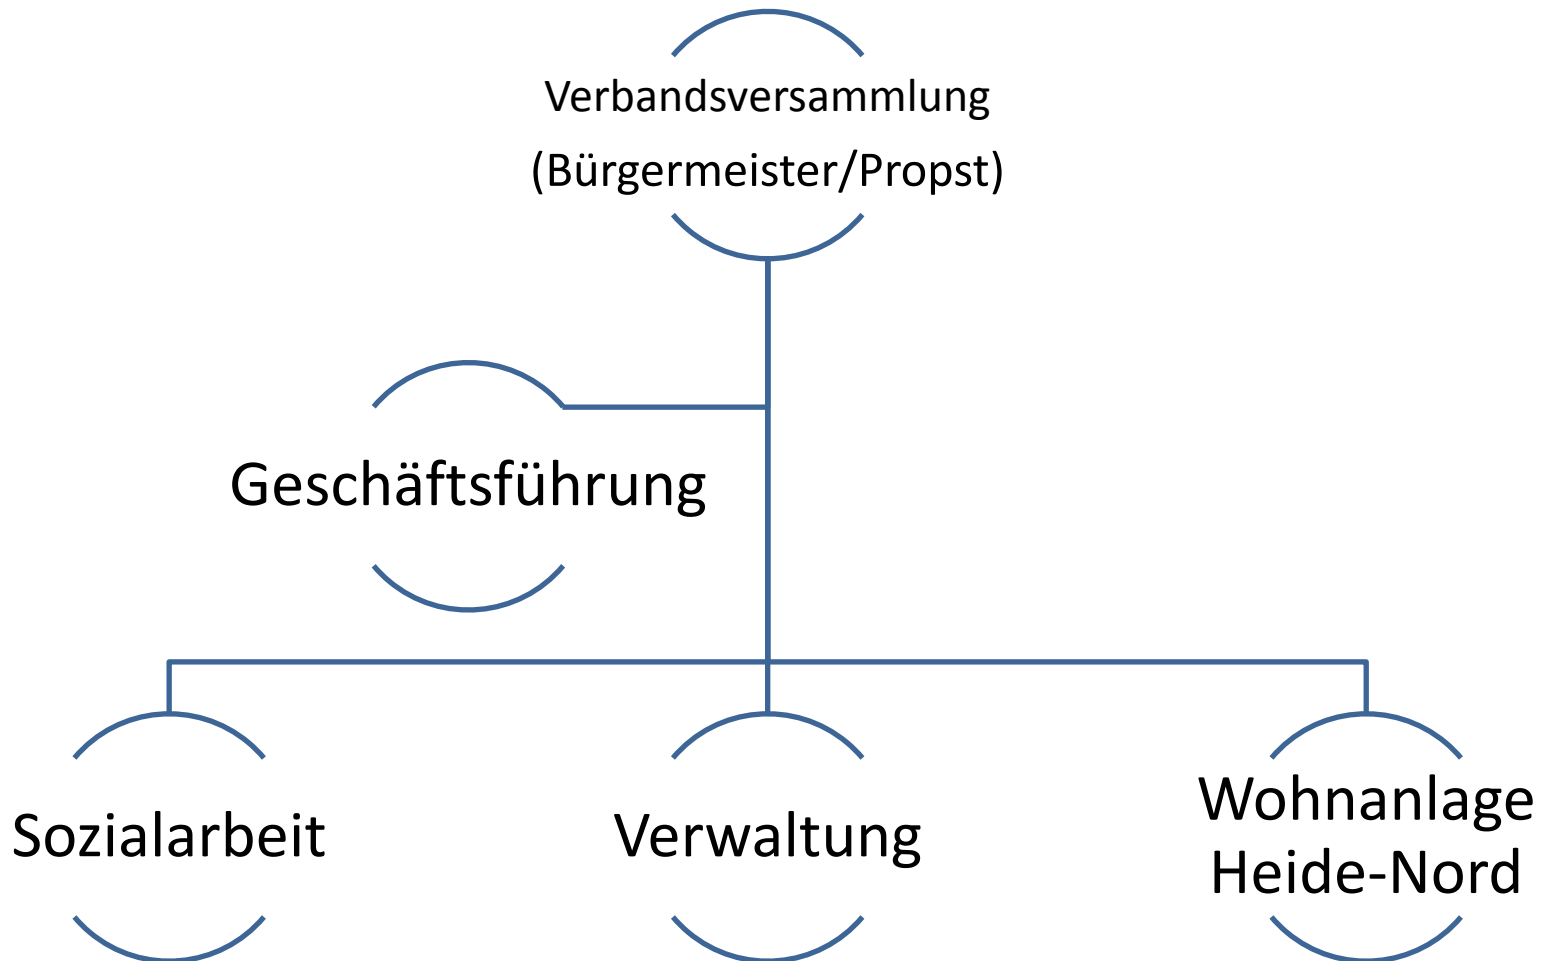 Verbandsversammlung
(Bürgermeister/Propst)
Geschäftsführung
Sozialarbeit
Verwaltung
Wohnanlage
Heide-Nord